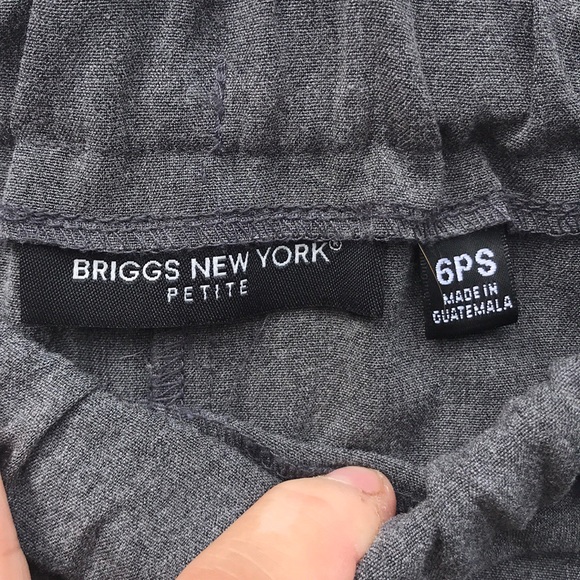 BRIGGS NEW YORK®
PETITE
6PS
MADE IN
GUATEMALA